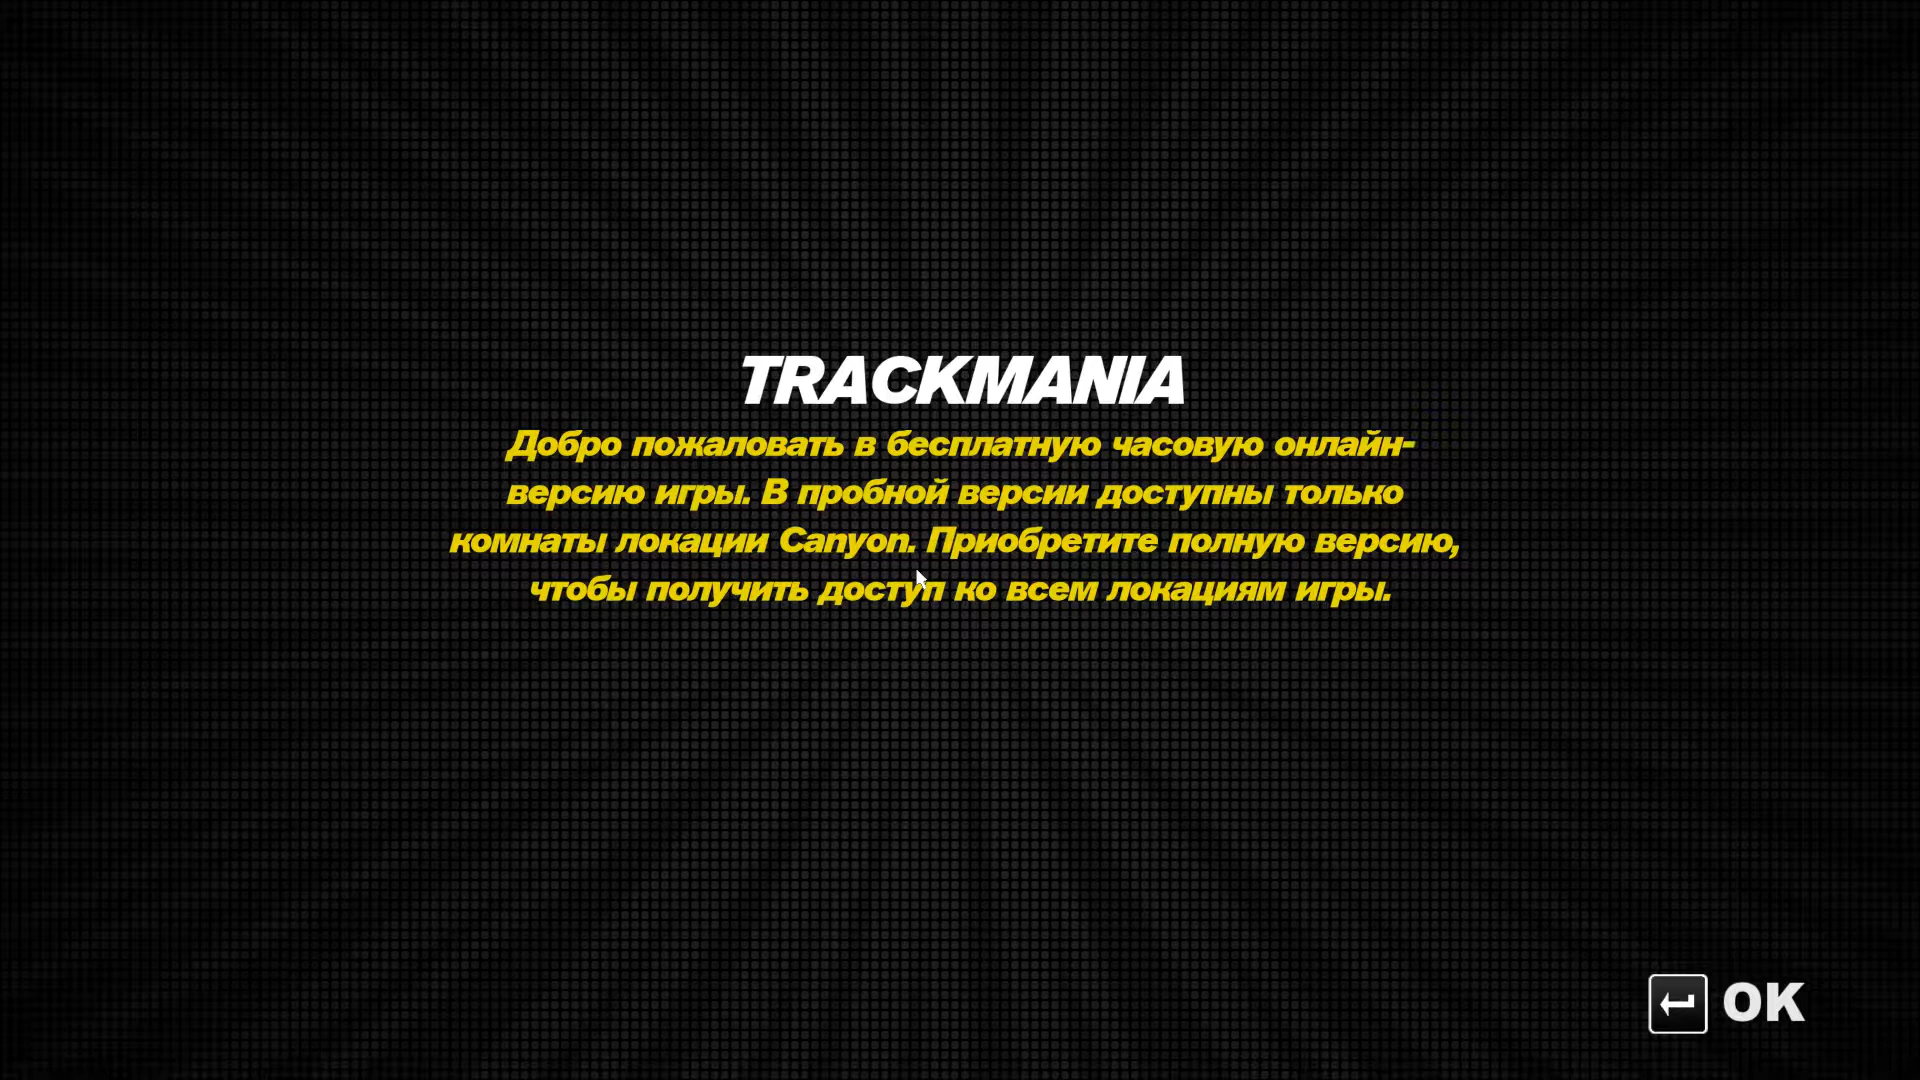 TRACKMANIA
Добро пожаловать в бесплатную часовую онлайн-
версию игры. В пробной версии доступны только
комнаты локации Canyon. Приобретите полную версию,
чтобы получить доступ ко всем локациям игры.
OK